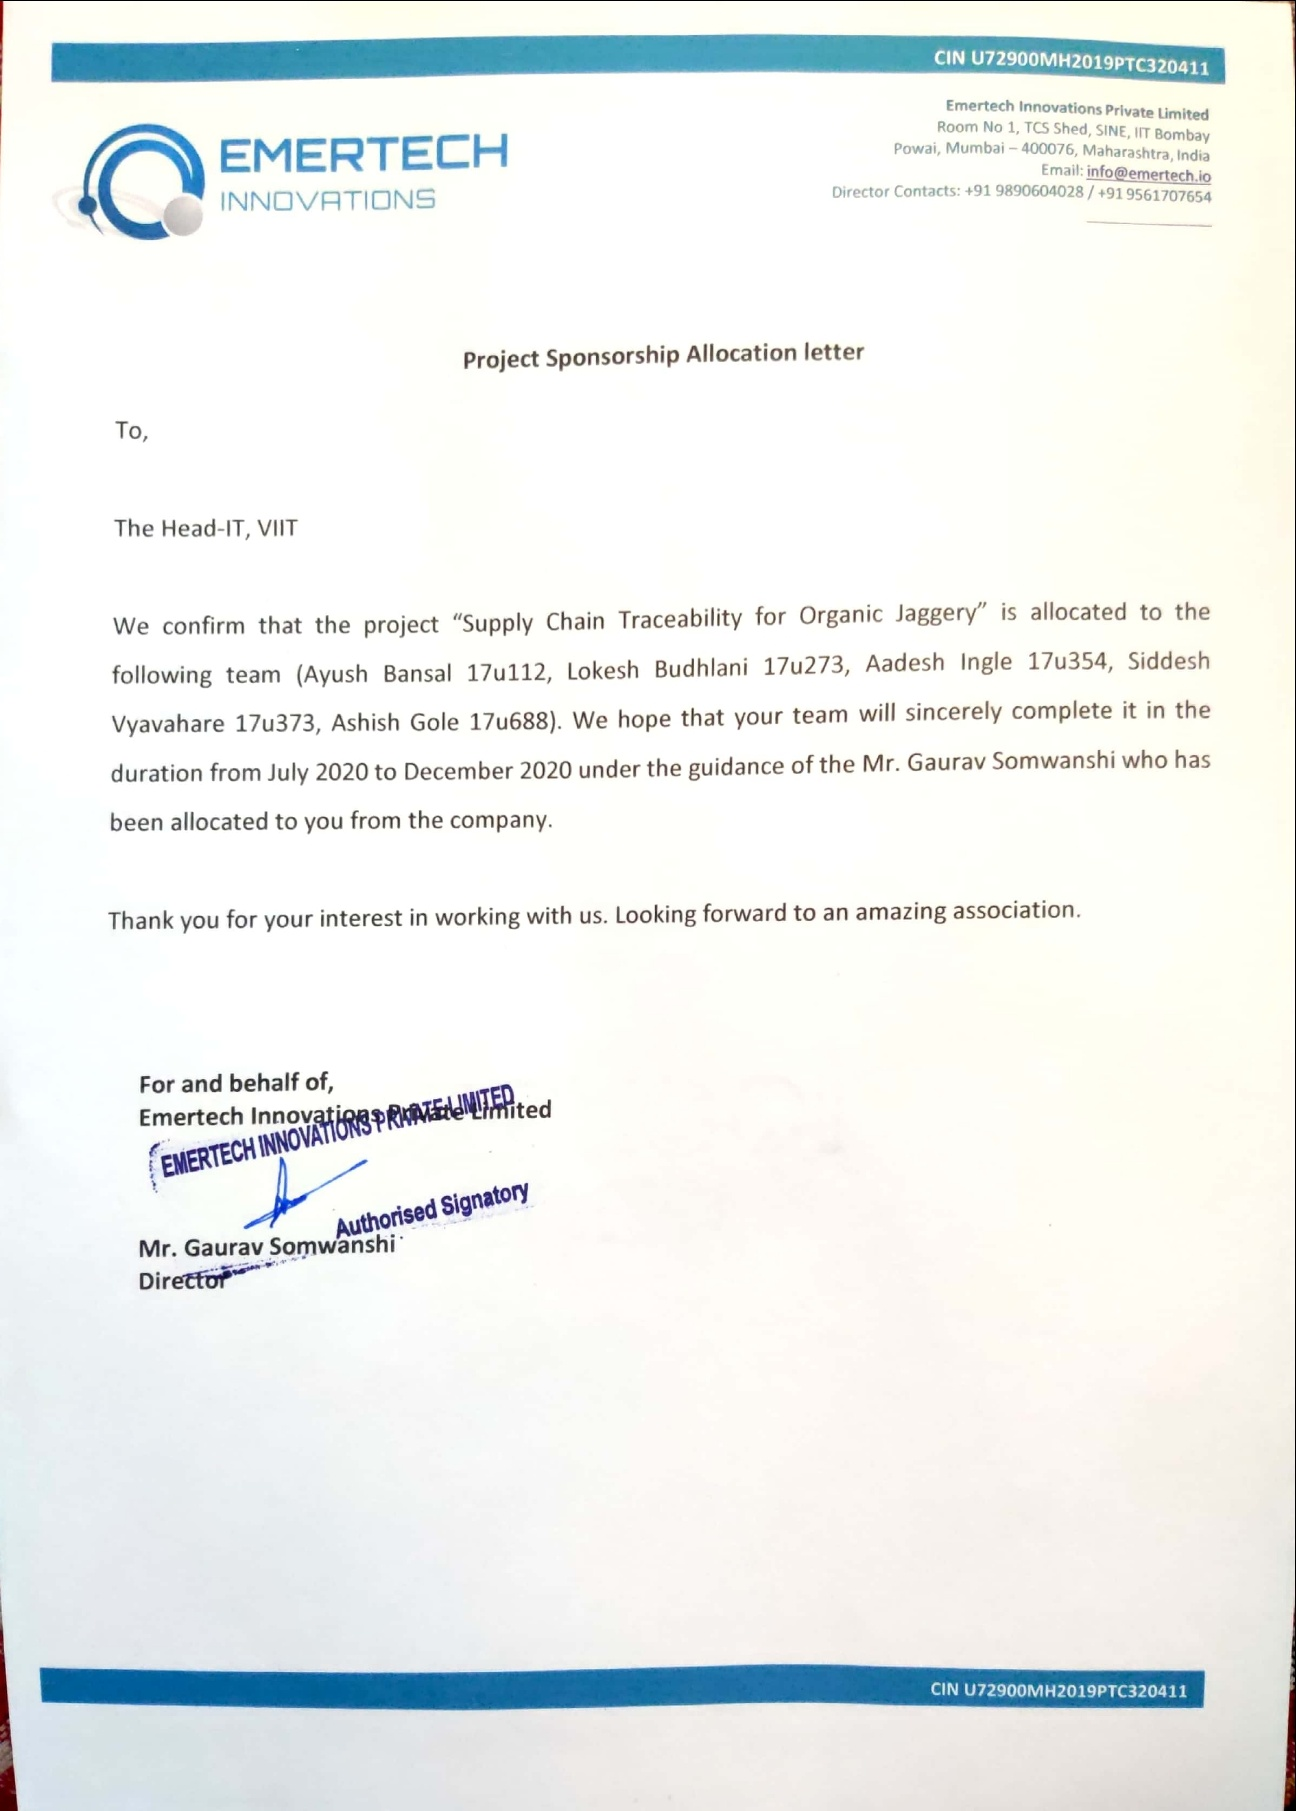 CIN U72900MH2019PTC320411
EMERTECH
INNOVATIONS
Emertech Innovations Private Limited
Room No 1, TCS Shed, SINE, IIT Bombay
Powai, Mumbai – 400076, Maharashtra, India
Email: info@emertech.io
Director Contacts: +91 9890604028 / +91 9561707654
Project Sponsorship Allocation letter
To,
The Head-IT, VIIT
We confirm that the project “Supply Chain Traceability for Organic Jaggery” is allocated to the
following team (Ayush Bansal 17u112, Lokesh Budhlani 17u273, Aadesh Ingle 17u354, Siddesh
Vyavahare 17u373, Ashish Gole 17u688). We hope that your team will sincerely complete it in the
duration from July 2020 to December 2020 under the guidance of the Mr. Gaurav Somwanshi who has
been allocated to you from the company.
Thank you for your interest in working with us. Looking forward to an amazing association.
For and behalf of,
Emertech Innovations Private Limited
EMERTECH INNOVATIONS PRIVATE LIMITED
Authorised Signatory
Mr. Gaurav Somwanshi
Director
CIN U72900MH2019PTC320411